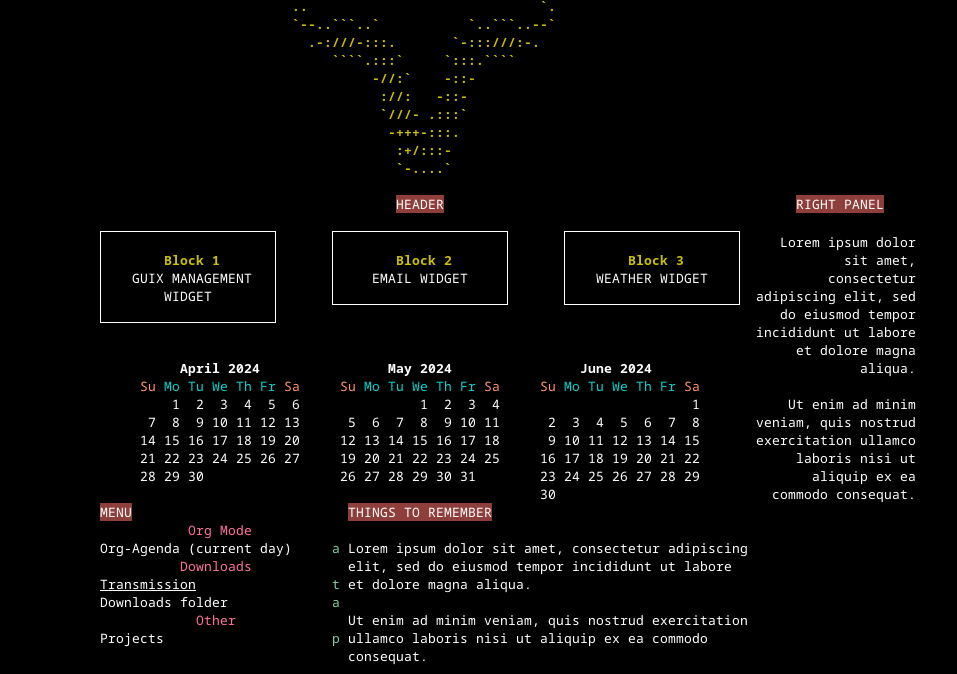 ..                             `.
`--..```..`           `..```..--`
.-:///-:::.       `-:::///:-.
````.:::`     `:::.````
-//:`    -::-
://:   -::-
`///- .:::`
-+++-:::.
:+/:::-
`-....`
HEADER
RIGHT PANEL
Block 1
GUIX MANAGEMENT
WIDGET
Block 2
EMAIL WIDGET
Block 3
WEATHER WIDGET
Lorem ipsum dolor
sit amet,
consectetur
adipiscing elit, sed
do eiusmod tempor
incididunt ut labore
et dolore magna
aliqua.
Ut enim ad minim
veniam, quis nostrud
exercitation ullamco
laboris nisi ut
aliquip ex ea
commodo consequat.
April 2024
Su Mo Tu We Th Fr Sa
1 2 3 4 5 6
7 8 9 10 11 12 13
14 15 16 17 18 19 20
21 22 23 24 25 26 27
28 29 30
May 2024
Su Mo Tu We Th Fr Sa
1 2 3 4
5 6 7 8 9 10 11
12 13 14 15 16 17 18
19 20 21 22 23 24 25
26 27 28 29 30 31
June 2024
Su Mo Tu We Th Fr Sa
1
2 3 4 5 6 7 8
9 10 11 12 13 14 15
16 17 18 19 20 21 22
23 24 25 26 27 28 29
30
MENU
Org Mode
Org-Agenda (current day) a
Downloads
Transmission t
Downloads folder a
Other
Projects p
THINGS TO REMEMBER
Lorem ipsum dolor sit amet, consectetur adipiscing
elit, sed do eiusmod tempor incididunt ut labore
et dolore magna aliqua.
Ut enim ad minim veniam, quis nostrud exercitation
ullamco laboris nisi ut aliquip ex ea commodo
consequat.